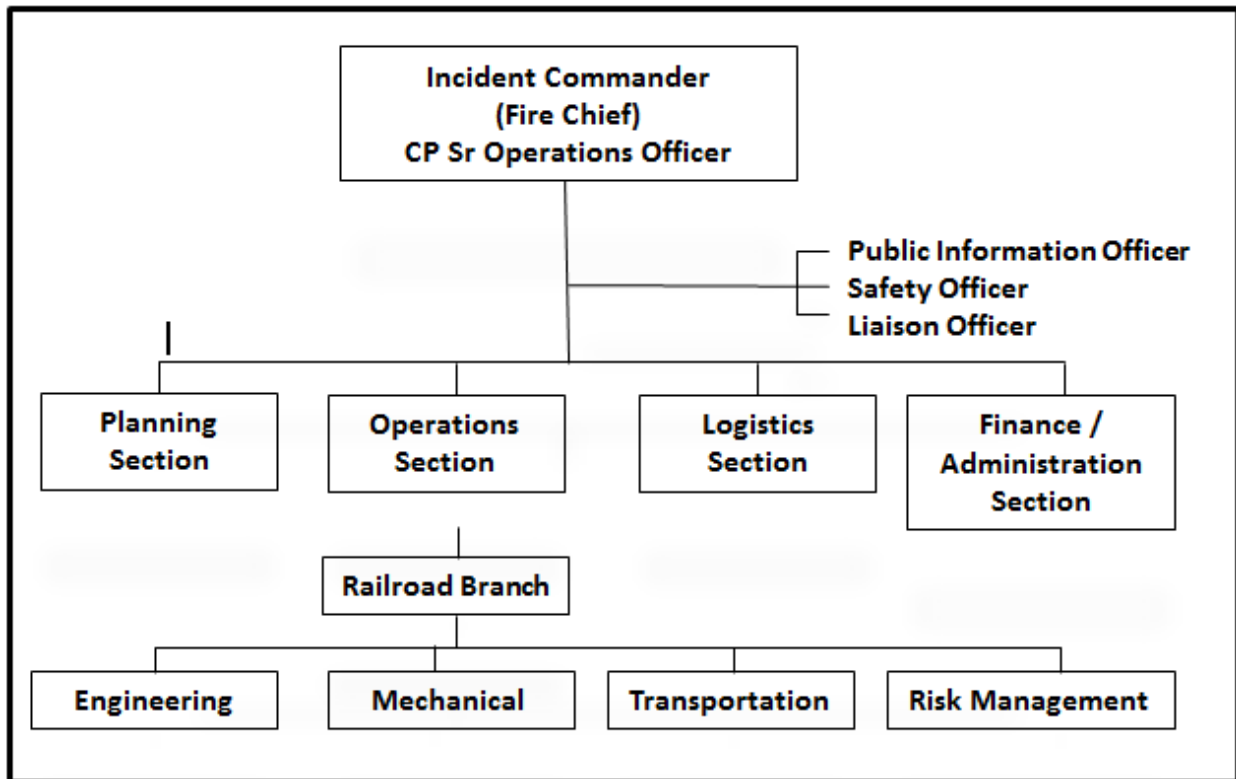 Incident Commander
(Fire Chief)
CP Sr Operations Officer
Public Information Officer
Safety Officer
Liaison Officer
Planning
Section
Operations
Section
Logistics
Section
Finance /
Administration
Section
Railroad Branch
Engineering
Mechanical
Transportation
Risk Management